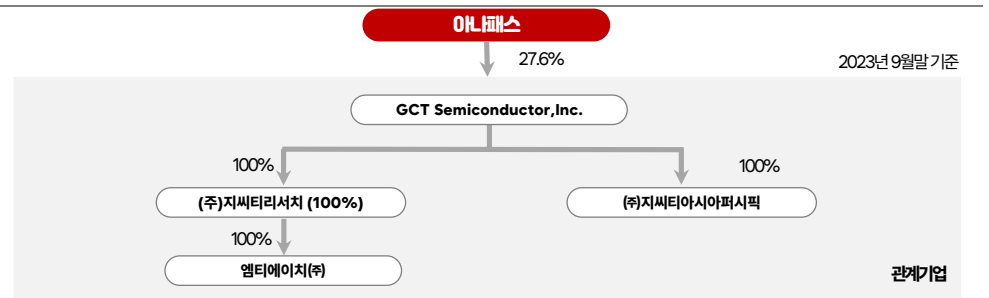 아나패스
27.6%
2023년 9월말 기준
GCT Semiconductor,Inc.
100%
100%
(주)지씨티리서치 (100%)
㈜지씨티아시아퍼시픽
100%
엠티에이치㈜
관계기업